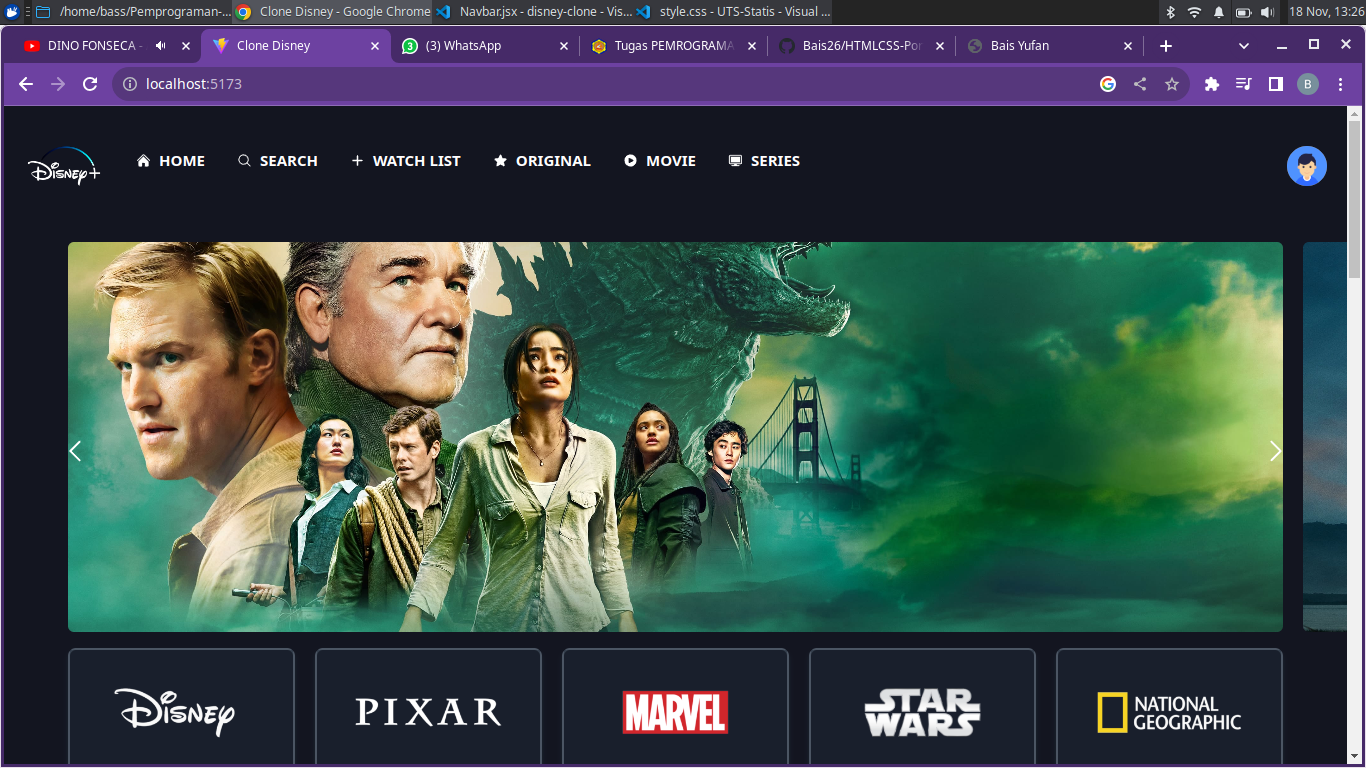 /home/bass/Pemprograman-... Clone Disney - Google Chrome Navbar.jsx - disney-clone - Vis... style.css - UTS-Statis - Visual ... 18 Nov, 13:26
DINO FONSECA - Clone Disney 3 (3) WhatsApp Tugas PEMROGRAMA Bais26/HTMLCSS-Por Bais Yufan
localhost:5173 B
Disney+ HOME SEARCH WATCH LIST ORIGINAL MOVIE SERIES
Disney PIXAR MARVEL STAR WARS NATIONAL GEOGRAPHIC